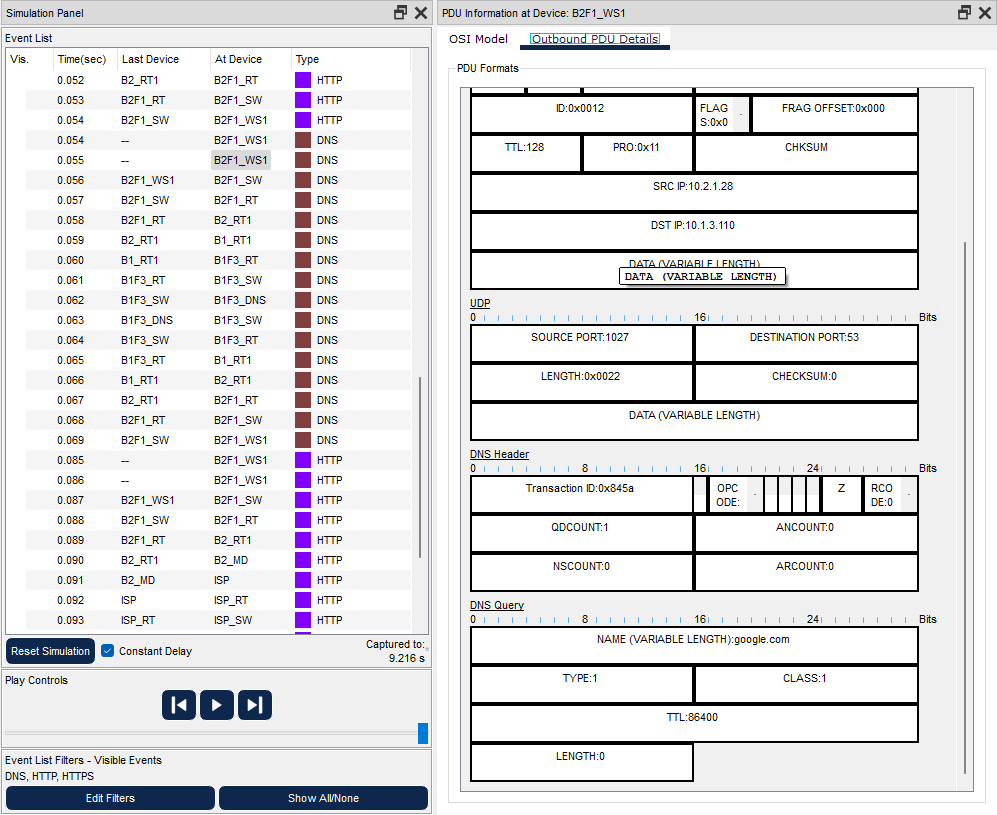 Simulation Panel
Event List
Vis. Time(sec) Last Device At Device Type
0.052 B2_RT1 B2F1_RT HTTP
0.053 B2F1_RT B2F1_SW HTTP
0.054 B2F1_SW B2F1_WS1 HTTP
0.054 -- B2F1_WS1 DNS
0.055 -- B2F1_WS1 DNS
0.056 B2F1_WS1 B2F1_SW DNS
0.057 B2F1_SW B2F1_RT DNS
0.058 B2F1_RT B2_RT1 DNS
0.059 B2_RT1 B1_RT1 DNS
0.060 B1_RT1 B1F3_RT DNS
0.061 B1F3_RT B1F3_SW DNS
0.062 B1F3_SW B1F3_DNS DNS
0.063 B1F3_DNS B1F3_SW DNS
0.064 B1F3_SW B1F3_RT DNS
0.065 B1F3_RT B1_RT1 DNS
0.066 B1_RT1 B2_RT1 DNS
0.067 B2_RT1 B2F1_RT DNS
0.068 B2F1_RT B2F1_SW DNS
0.069 B2F1_SW B2F1_WS1 DNS
0.085 -- B2F1_WS1 HTTP
0.086 -- B2F1_WS1 HTTP
0.087 B2F1_WS1 B2F1_SW HTTP
0.088 B2F1_SW B2F1_RT HTTP
0.089 B2F1_RT B2_RT1 HTTP
0.090 B2_RT1 B2_MD HTTP
0.091 B2_MD ISP HTTP
0.092 ISP ISP_RT HTTP
0.093 ISP_RT ISP_SW HTTP
Reset Simulation Constant Delay Captured to:
9.216 s
Play Controls
Event List Filters - Visible Events
DNS, HTTP, HTTPS
Edit Filters Show All/None
PDU Information at Device: B2F1_WS1
OSI Model Outbound PDU Details
PDU Formats
ID:0x0012 FLAG FRAG OFFSET:0x000
S:0x0
TTL:128 PRO:0x11 CHKSUM
SRC IP:10.2.1.28
DST IP:10.1.3.110
DATA (VARIABLE LENGTH)
DATA (VARIABLE LENGTH)
UDP
0 16 Bits
SOURCE PORT:1027 DESTINATION PORT:53
LENGTH:0x0022 CHECKSUM:0
DATA (VARIABLE LENGTH)
DNS Header
0 8 16 24 Bits
Transaction ID:0x845a OPC Z RCO
ODE: DE:0
QDCOUNT:1 ANCOUNT:0
NSCOUNT:0 ARCOUNT:0
DNS Query
0 8 16 24 Bits
NAME (VARIABLE LENGTH):google.com
TYPE:1 CLASS:1
TTL:86400
LENGTH:0